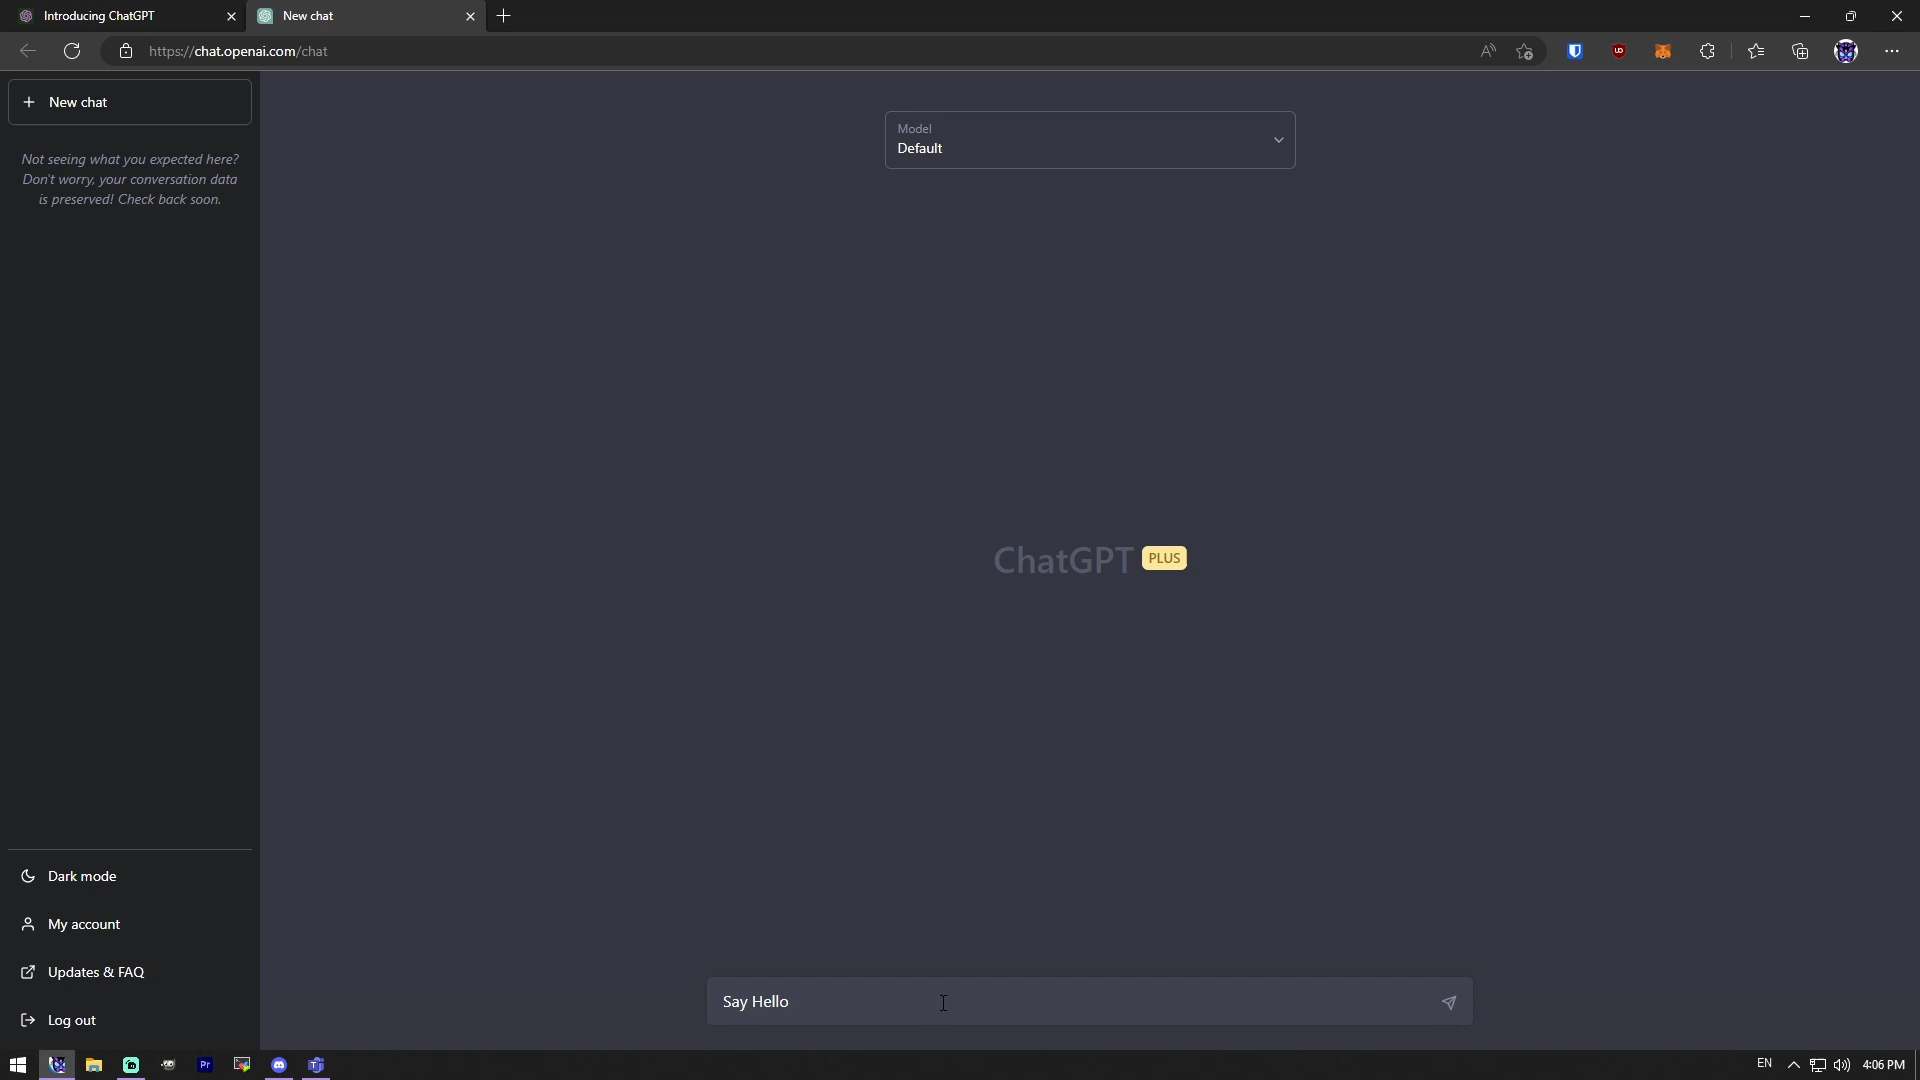 Introducing ChatGPT
New chat
https://chat.openai.com/chat
New chat
Not seeing what you expected here?
Don't worry, your conversation data
is preserved! Check back soon.
Model
Default
ChatGPT PLUS
Dark mode
My account
Updates & FAQ
Log out
Say Hello
Pr
EN
4:06 PM